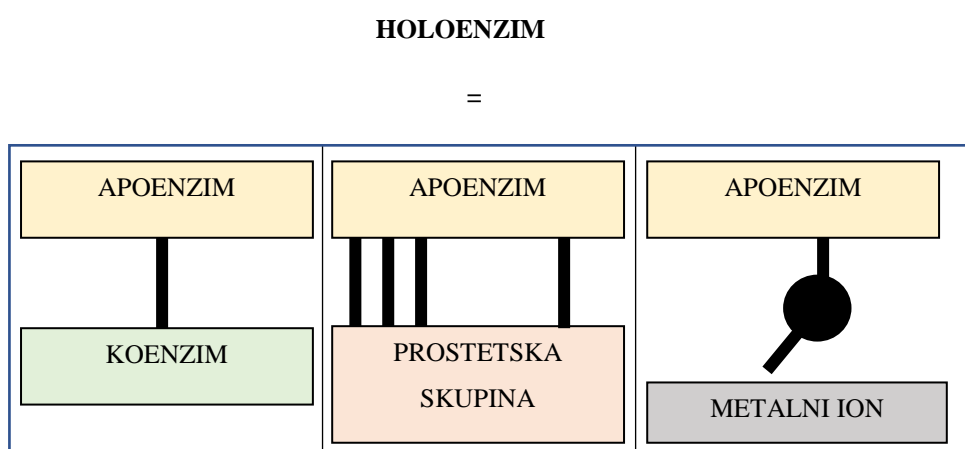 HOLOENZIM
=
APOENZIM
KOENZIM
APOENZIM
PROSTETSKA
SKUPINA
APOENZIM
METALNI ION